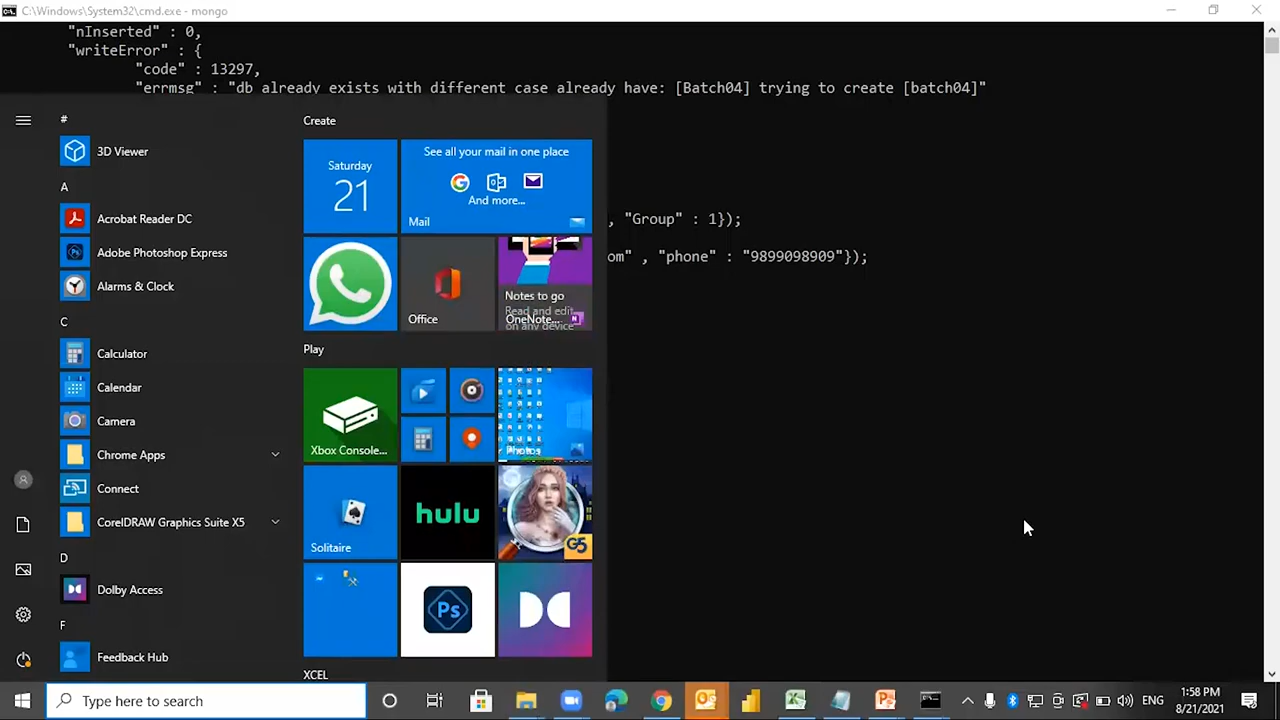 C:\Windows\System32\cmd.exe - mongo
"nInserted" : 0,
"writeError" : {
"code" : 13297,
"errmsg" : "db already exists with different case already have: [Batch04] trying to create [batch04]"
, "Group" : 1});
om" , "phone" : "9899098909"});
#
3D Viewer
A
Acrobat Reader DC
Adobe Photoshop Express
Alarms & Clock
C
Calculator
Calendar
Camera
Chrome Apps
Connect
CorelDRAW Graphics Suite X5
D
Dolby Access
F
Feedback Hub
Create
Saturday
21
See all your mail in one place
And more...
Mail
Office
Notes to go
Read and edit
on any device
OneNote...
Play
Xbox Console...
Photos
Solitaire
hulu
G5
Ps
XCEL
Type here to search
ENG
1:58 PM
8/21/2021